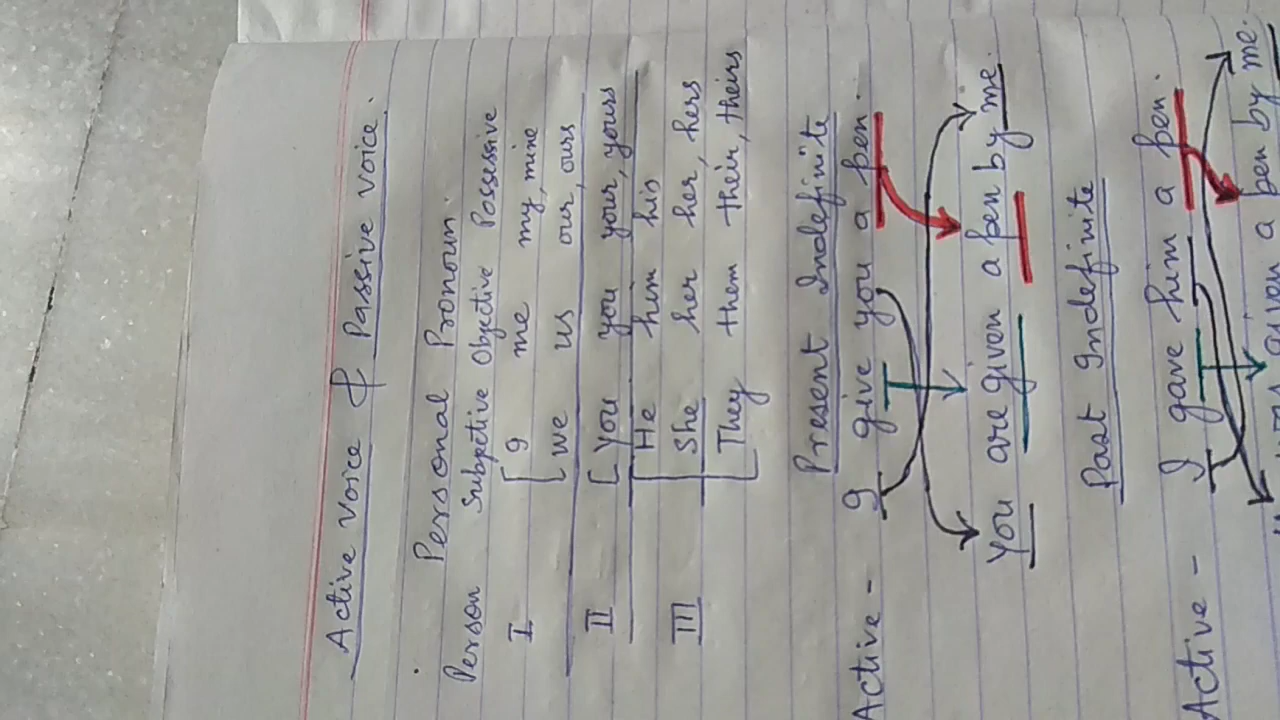 Active voice & Passive voice.
Personal Pronoun.
Person Subjective Objective Possessive
I I me my, mine
we us our, ours
II You you your, yours
He him his
III She her her, hers
They them their, theirs
Present Indefinite
Active - I give you a pen.
You are given a pen by me.
Past Indefinite
Active - I gave him a pen.
given a pen by me.